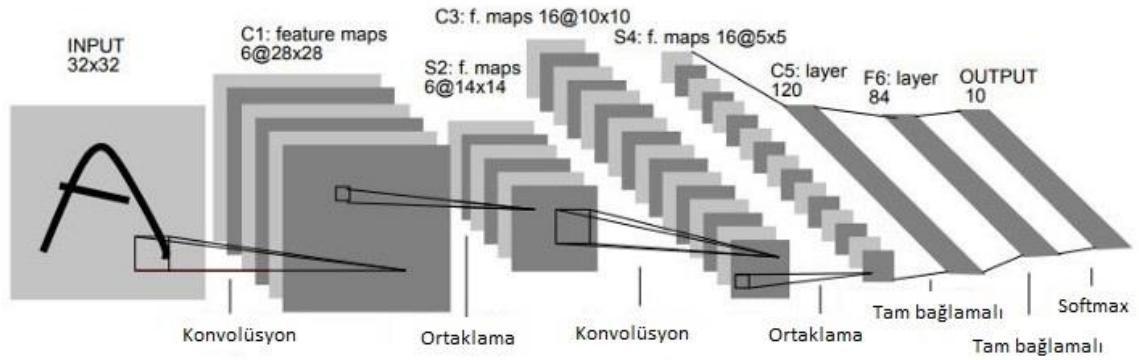 INPUT
32x32
C1: feature maps
6@28x28
S2: f. maps
6@14x14
C3: f. maps 16@10x10
S4: f. maps 16@5x5
C5: layer
120
F6: layer
84
OUTPUT
10
Konvolüsyon
Ortaklama
Konvolüsyon
Ortaklama
Tam bağlamalı
Tam bağlamalı
Softmax